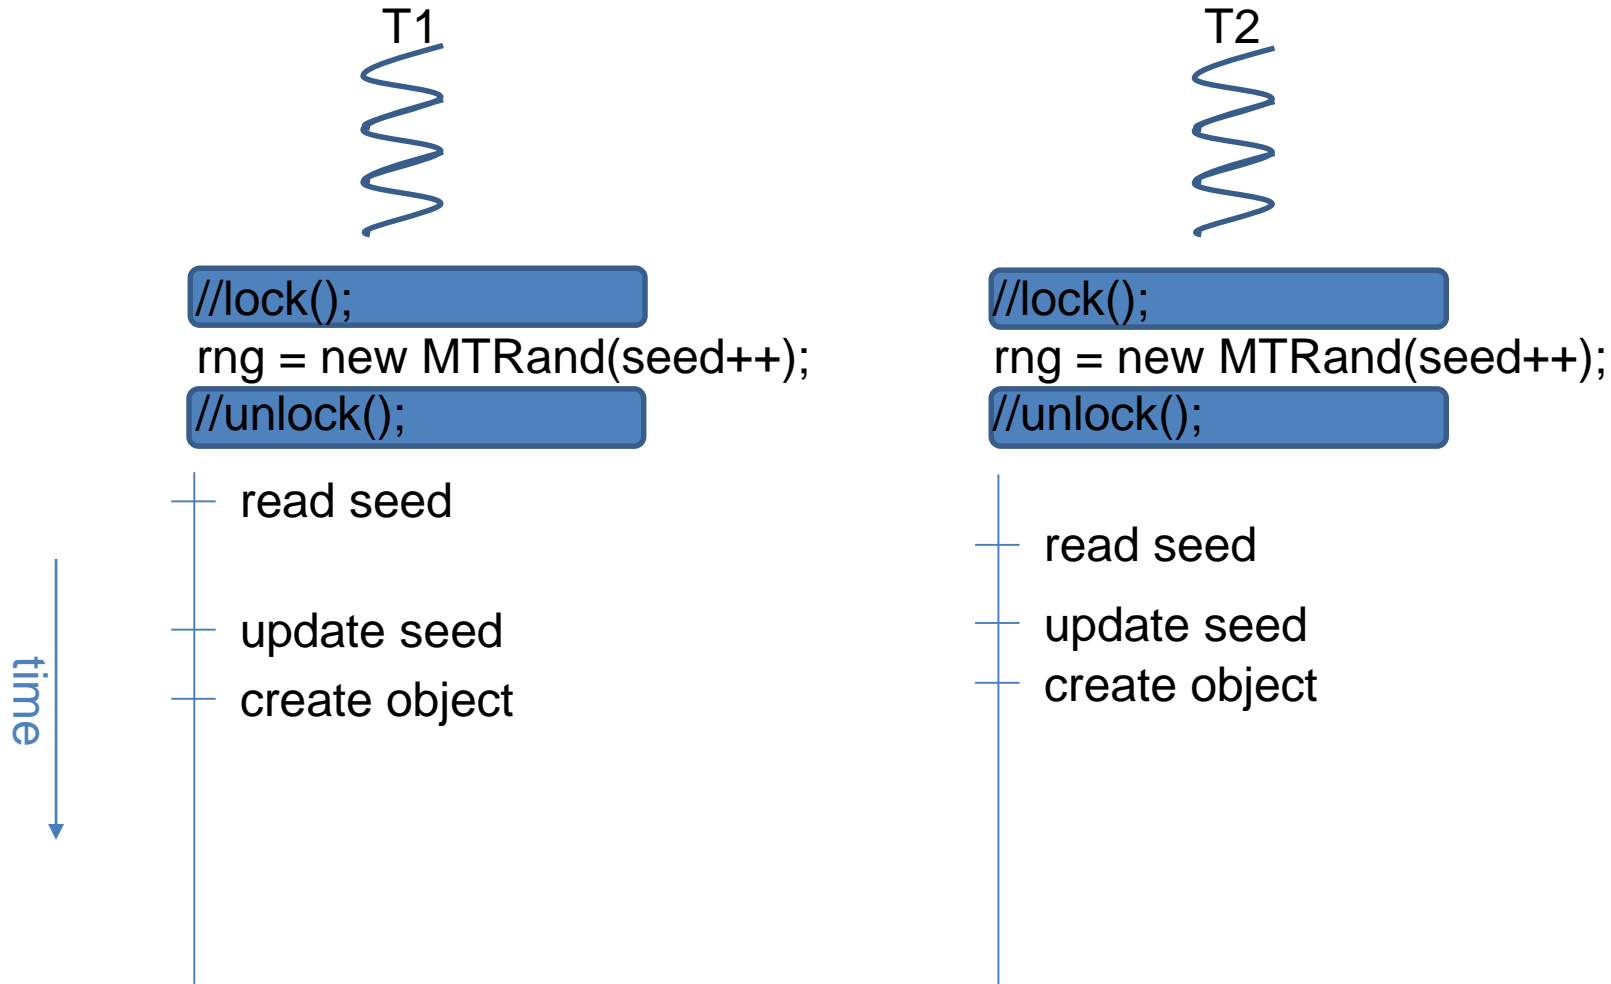 T1
//lock();
rng = new MTRand(seed++);
//unlock();
read seed
update seed
create object
time
T2
//lock();
rng = new MTRand(seed++);
//unlock();
read seed
update seed
create object